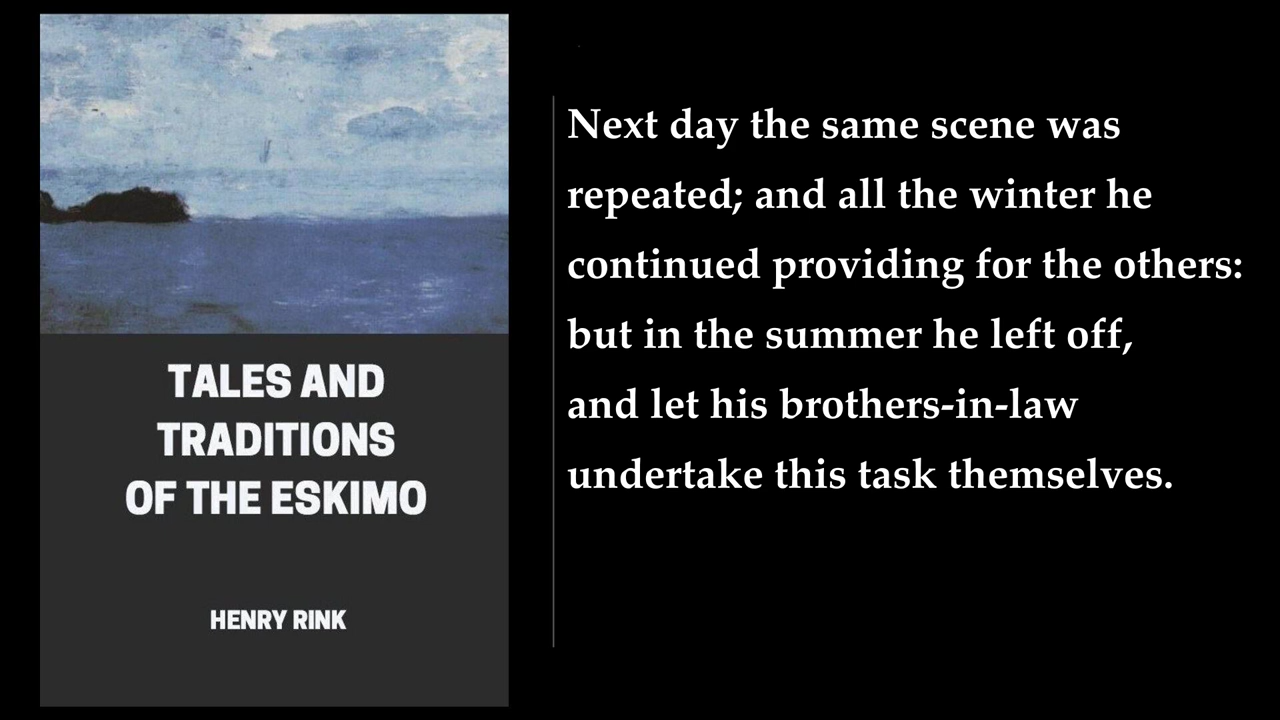 TALES AND
TRADITIONS
OF THE ESKIMO
HENRY RINK
Next day the same scene was
repeated; and all the winter he
continued providing for the others:
but in the summer he left off,
and let his brothers-in-law
undertake this task themselves.